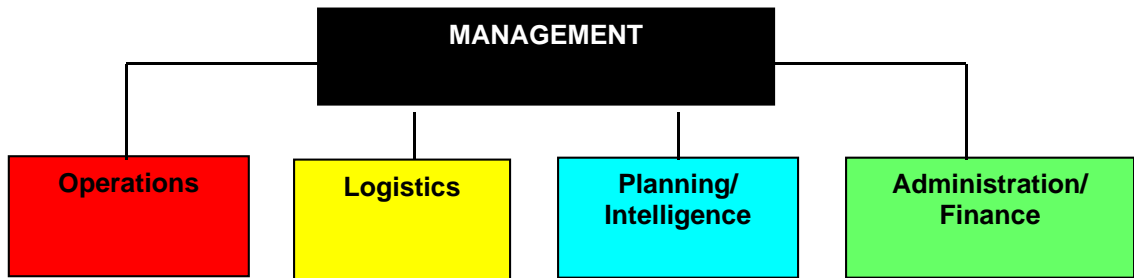 MANAGEMENT
Operations
Logistics
Planning/
Intelligence
Administration/
Finance